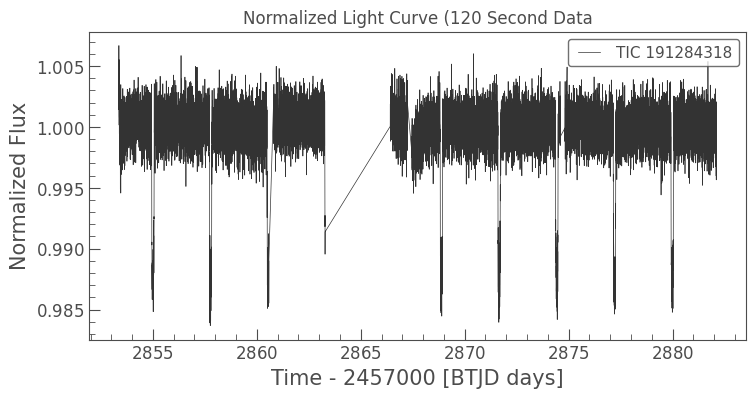 Normalized Light Curve (120 Second Data
TIC 191284318
Normalized Flux
1.005
1.000
0.995
0.990
0.985
2855 2860 2865 2870 2875 2880
Time - 2457000 [BTJD days]